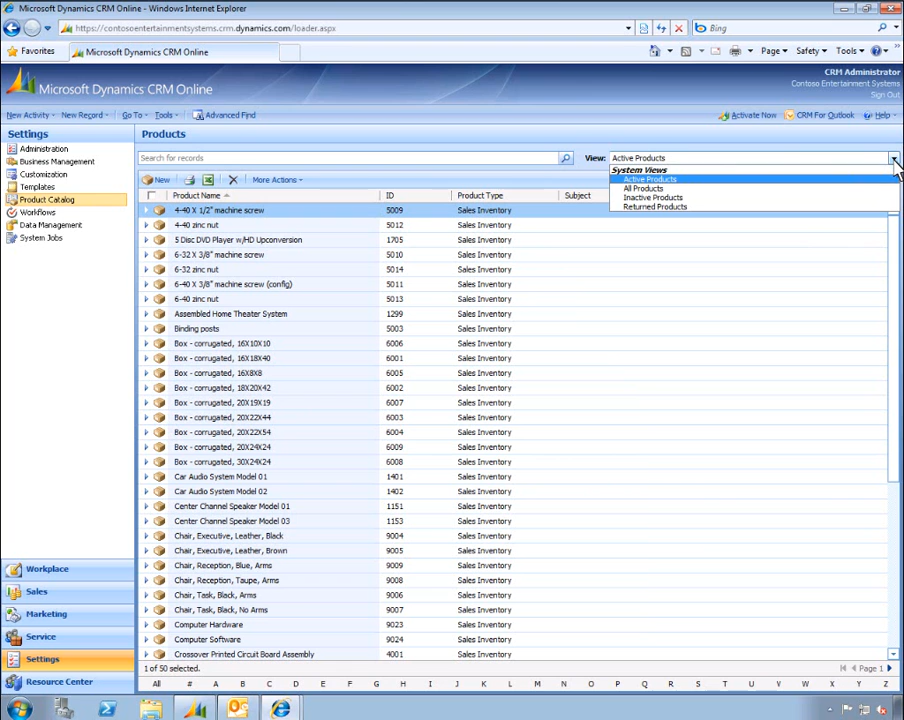 Microsoft Dynamics CRM Online - Windows Internet Explorer
https://contosoentertainmentsystems.crm.dynamics.com/loader.aspx
Bing
Favorites
Microsoft Dynamics CRM Online
Page
Safety
Tools
CRM Administrator
Microsoft Dynamics CRM Online
Contoso Entertainment Systems
Sign Out
New Activity
New Record
Go To
Tools
Advanced Find
Activate Now
CRM For Outlook
Help
Settings
Products
Administration
Business Management
Customization
Templates
Product Catalog
Workflows
Data Management
System Jobs
Search for records
View:
Active Products
System Views
Active Products
All Products
Inactive Products
Returned Products
New
More Actions
Product Name ID Product Type Subject
4-40 X 1/2" machine screw 5009 Sales Inventory
4-40 zinc nut 5012 Sales Inventory
5 Disc DVD Player w/HD Upconversion 1705 Sales Inventory
6-32 X 3/8" machine screw 5010 Sales Inventory
6-32 zinc nut 5014 Sales Inventory
6-40 X 3/8" machine screw (config) 5011 Sales Inventory
6-40 zinc nut 5013 Sales Inventory
Assembled Home Theater System 1299 Sales Inventory
Binding posts 5003 Sales Inventory
Box - corrugated, 16X10X10 6006 Sales Inventory
Box - corrugated, 16X18X40 6001 Sales Inventory
Box - corrugated, 16X8X8 6005 Sales Inventory
Box - corrugated, 18X20X42 6002 Sales Inventory
Box - corrugated, 20X19X19 6007 Sales Inventory
Box - corrugated, 20X22X44 6003 Sales Inventory
Box - corrugated, 20X22X44 6004 Sales Inventory
Box - corrugated, 20X24X24 6009 Sales Inventory
Box - corrugated, 30X24X24 6008 Sales Inventory
Car Audio System Model 01 1401 Sales Inventory
Car Audio System Model 02 1402 Sales Inventory
Center Channel Speaker Model 01 1151 Sales Inventory
Center Channel Speaker Model 03 1153 Sales Inventory
Chair, Executive, Leather, Black 9004 Sales Inventory
Chair, Executive, Leather, Brown 9005 Sales Inventory
Chair, Reception, Blue, Arms 9009 Sales Inventory
Chair, Reception, Taupe, Arms 9008 Sales Inventory
Chair, Task, Black, Arms 9006 Sales Inventory
Chair, Task, Black, No Arms 9007 Sales Inventory
Computer Hardware 9023 Sales Inventory
Computer Software 9024 Sales Inventory
Crossover Printed Circuit Board Assembly 4001 Sales Inventory
Workplace
Sales
Marketing
Service
Settings
Resource Center
1 of 50 selected.
Page 1
All # A B C D E F G H I J K L M N O P Q R S T U V W X Y Z